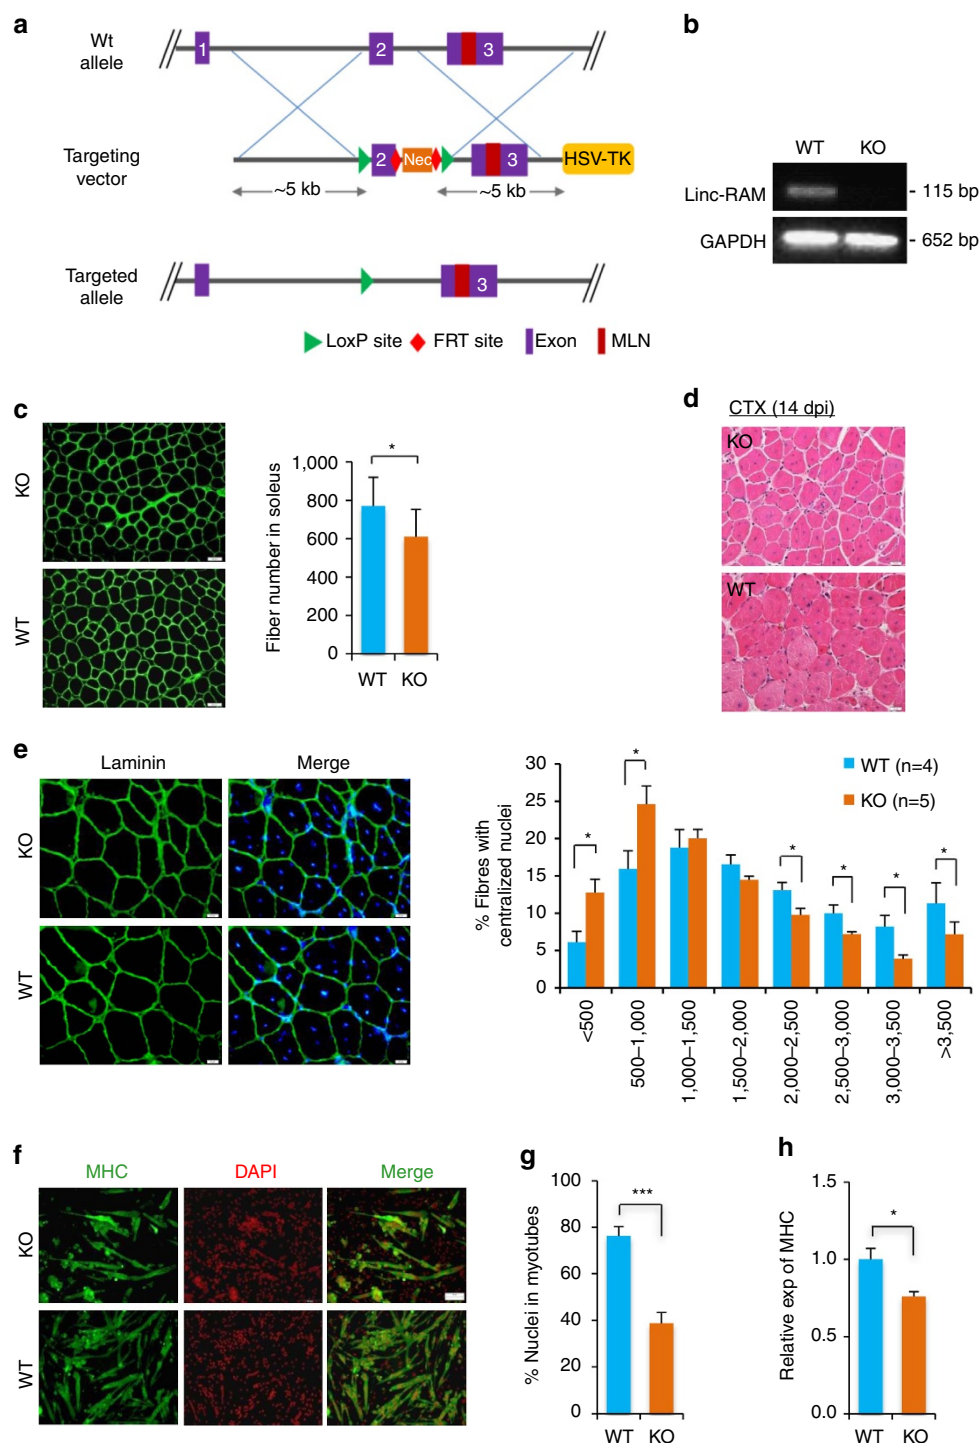 a
Wt
allele
1
2
3
Targeting
vector
2
Nec
3
HSV-TK
~5 kb
~5 kb
Targeted
allele
3
LoxP site
FRT site
Exon
MLN
b
WT KO
Linc-RAM
- 115 bp
GAPDH
- 652 bp
c
KO
WT
Fiber number in soleus
1,000
800
600
400
200
0
*
WT KO
d
CTX (14 dpi)
KO
WT
e
Laminin
Merge
KO
WT
% Fibres with
centralized nuclei
30
25
20
15
10
5
0
* * * * * *
WT (n=4)
KO (n=5)
<500
500–1,000
1,000–1,500
1,500–2,000
2,000–2,500
2,500–3,000
3,000–3,500
>3,500
f
MHC
DAPI
Merge
KO
WT
g
% Nuclei in myotubes
100
80
60
40
20
0
***
WT KO
h
Relative exp of MHC
1.5
1.0
0.5
0.0
*
WT KO